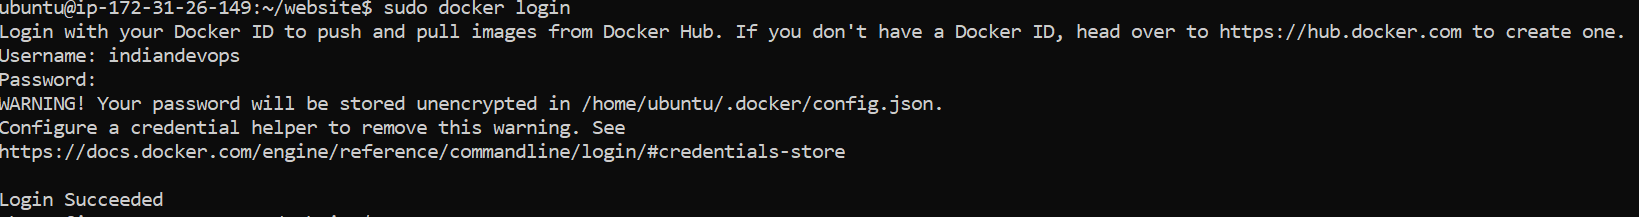 ubuntu@ip-172-31-26-149:~/website$ sudo docker login
Login with your Docker ID to push and pull images from Docker Hub. If you don't have a Docker ID, head over to https://hub.docker.com to create one.
Username: indiandevops
Password:
WARNING! Your password will be stored unencrypted in /home/ubuntu/.docker/config.json.
Configure a credential helper to remove this warning. See
https://docs.docker.com/engine/reference/commandline/login/#credentials-store
Login Succeeded